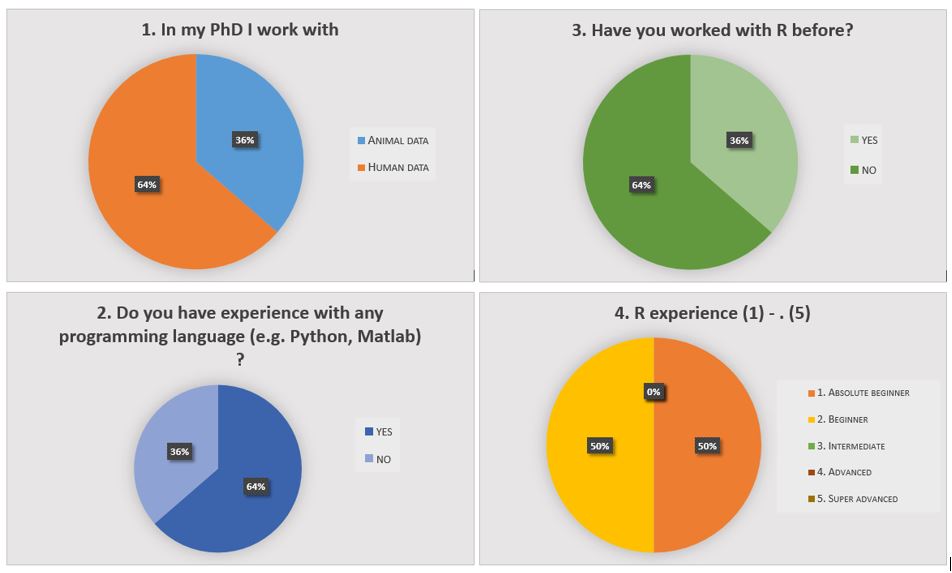 1. In my PhD I work with
36%
64%
ANIMAL DATA
HUMAN DATA
3. Have you worked with R before?
36%
64%
YES
NO
2. Do you have experience with any
programming language (e.g. Python, Matlab)
?
36%
64%
YES
NO
4. R experience (1) - . (5)
0%
50%
50%
1. ABSOLUTE BEGINNER
2. BEGINNER
3. INTERMEDIATE
4. ADVANCED
5. SUPER ADVANCED